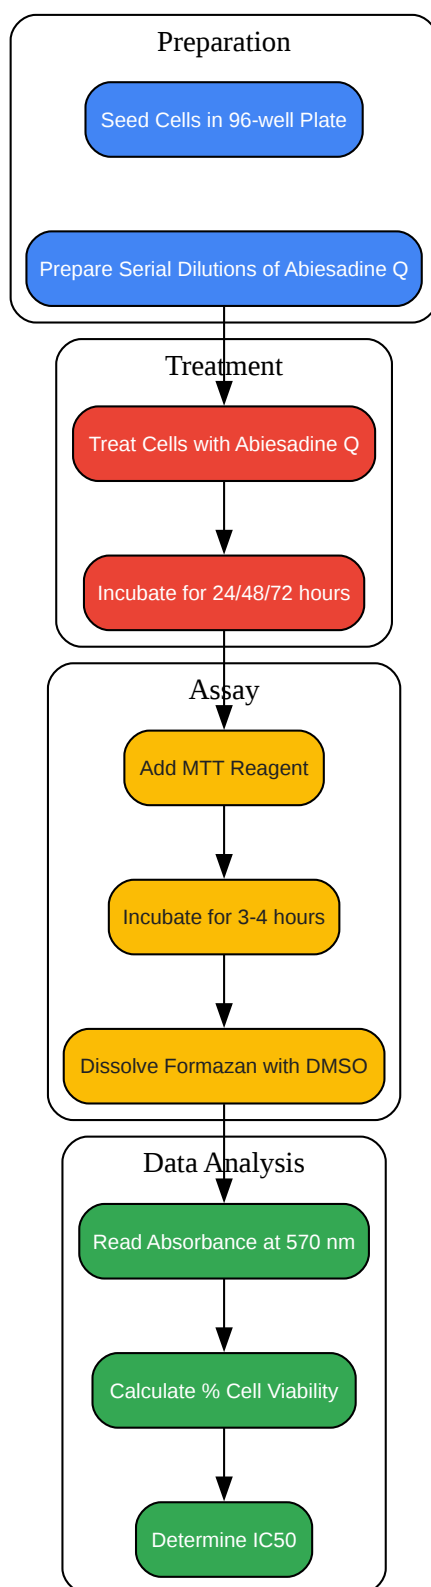 Preparation
Seed Cells in 96-well Plate
Prepare Serial Dilutions of Abiesadine Q
Treatment
Treat Cells with Abiesadine Q
Incubate for 24/48/72 hours
Assay
Add MTT Reagent
Incubate for 3-4 hours
Dissolve Formazan with DMSO
Data Analysis
Read Absorbance at 570 nm
Calculate % Cell Viability
Determine IC50